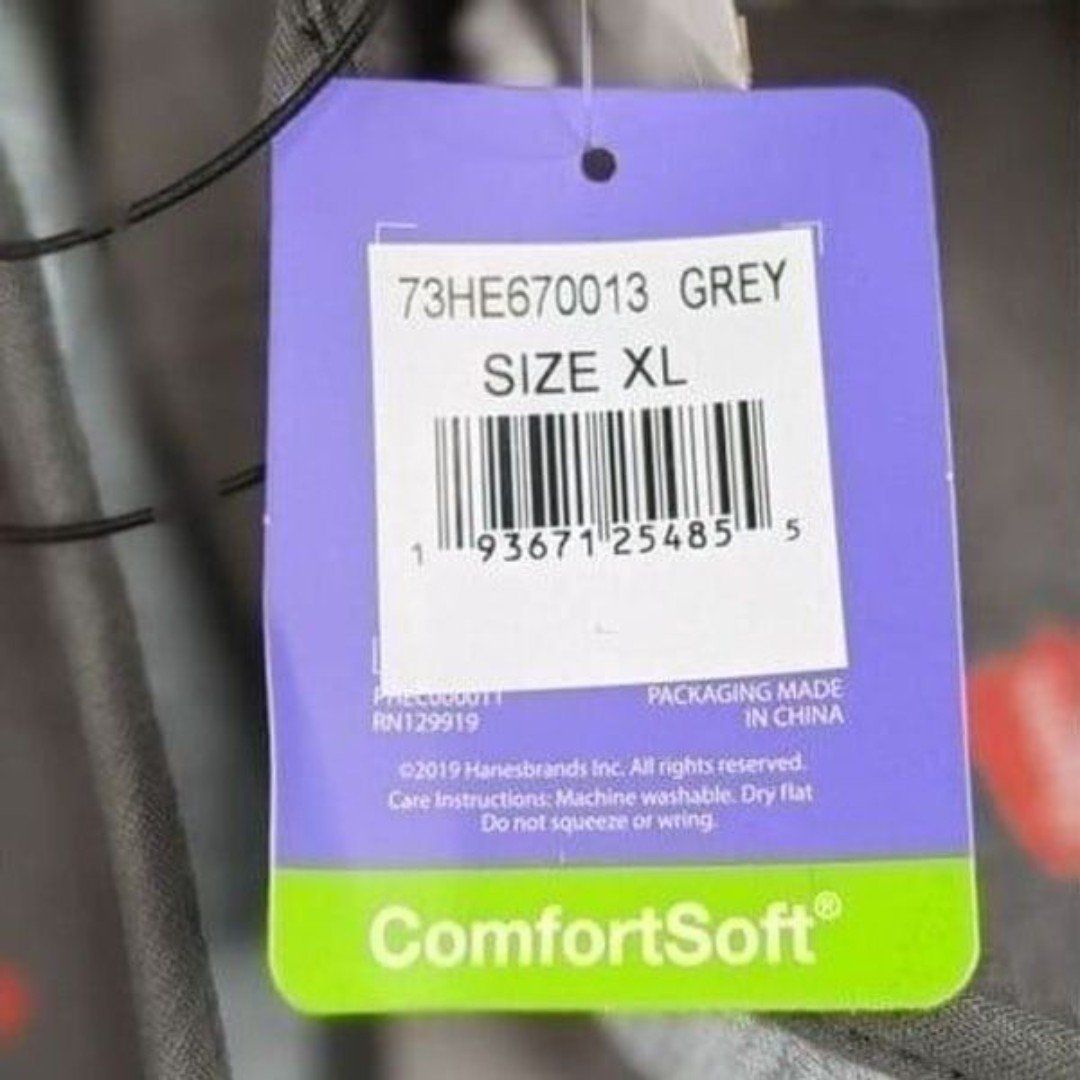 73HE670013 GREY
SIZE XL
1 93671 25485 5
RN129919
PACKAGING MADE
IN CHINA
©2019 Hanesbrands Inc. All rights reserved.
Care Instructions: Machine washable. Dry flat
Do not squeeze or wring.
ComfortSoft®